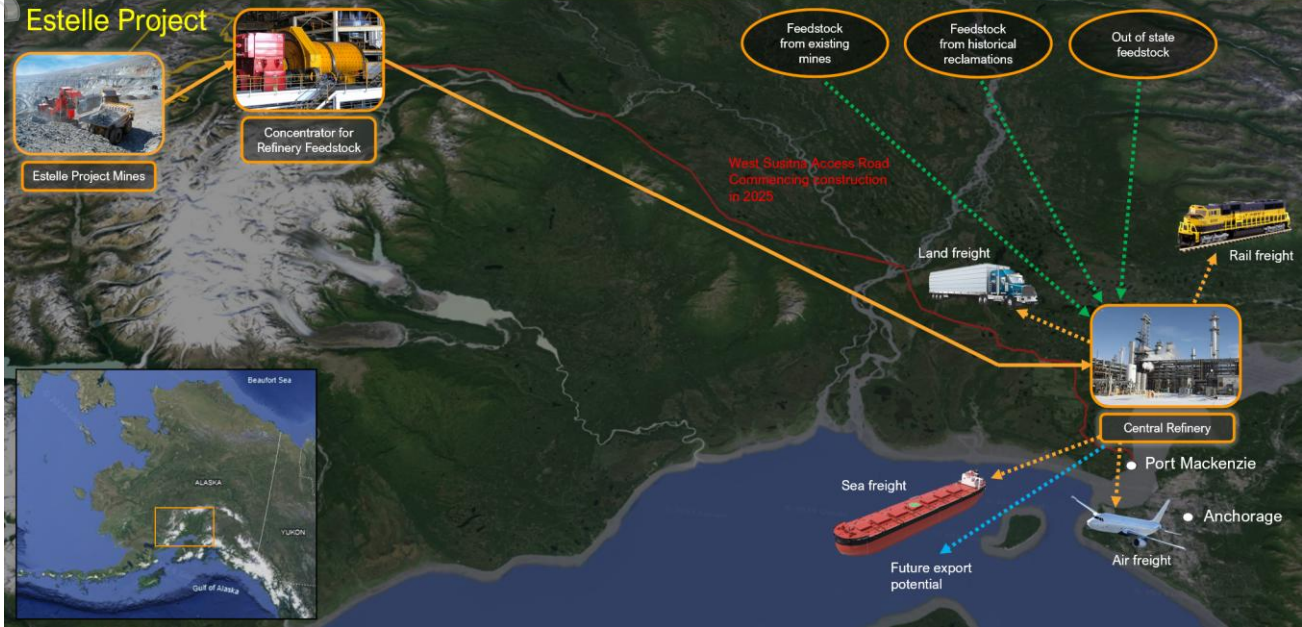 Estelle Project
Estelle Project Mines
Concentrator for
Refinery Feedstock
Feedstock
from existing
mines
Feedstock
from historical
reclamations
Out of state
feedstock
West Susitna Access Road
Commencing construction
in 2025
Land freight
Rail freight
Central Refinery
Port Mackenzie
Anchorage
Sea freight
Air freight
Future export
potential
Beaufort Sea
ALASKA
YUKON
Gulf of Alaska